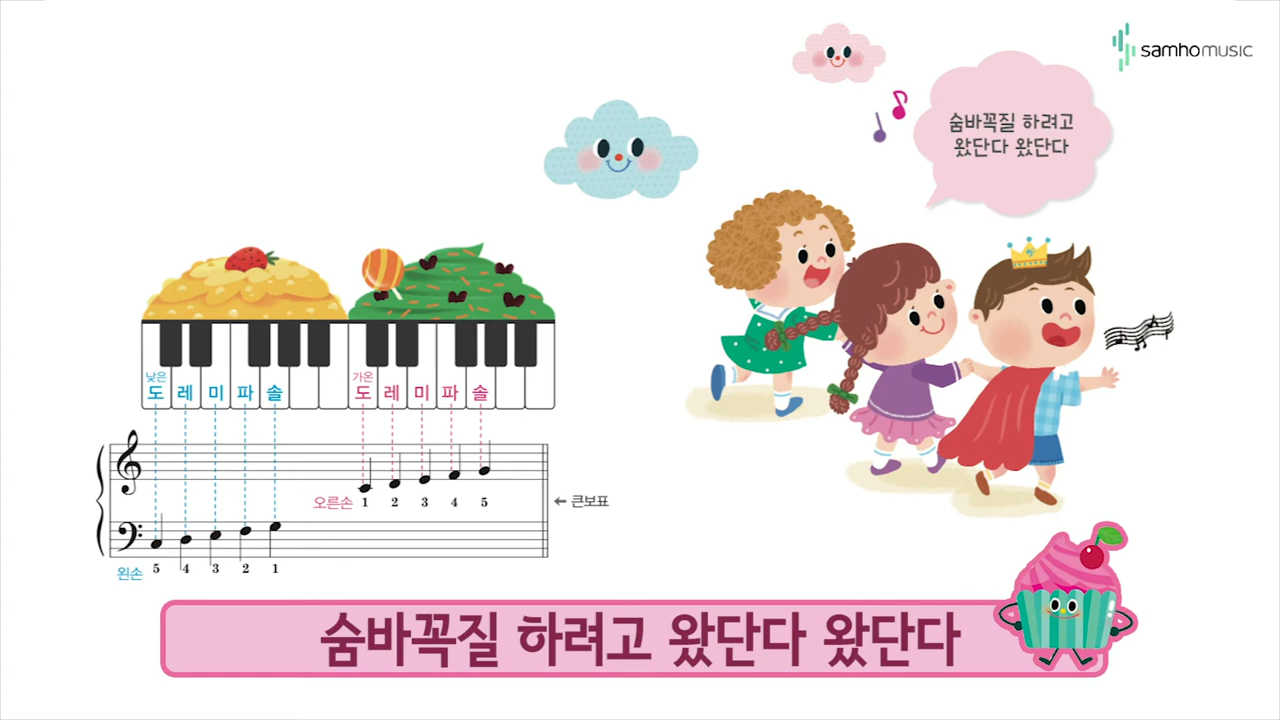 samhomusic
숨바꼭질 하려고
왔단다 왔단다
낮은 가온
도 레 미 파 솔 도 레 미 파 솔
오른손 1 2 3 4 5
← 큰보표
왼손 5 4 3 2 1
숨바꼭질 하려고 왔단다 왔단다